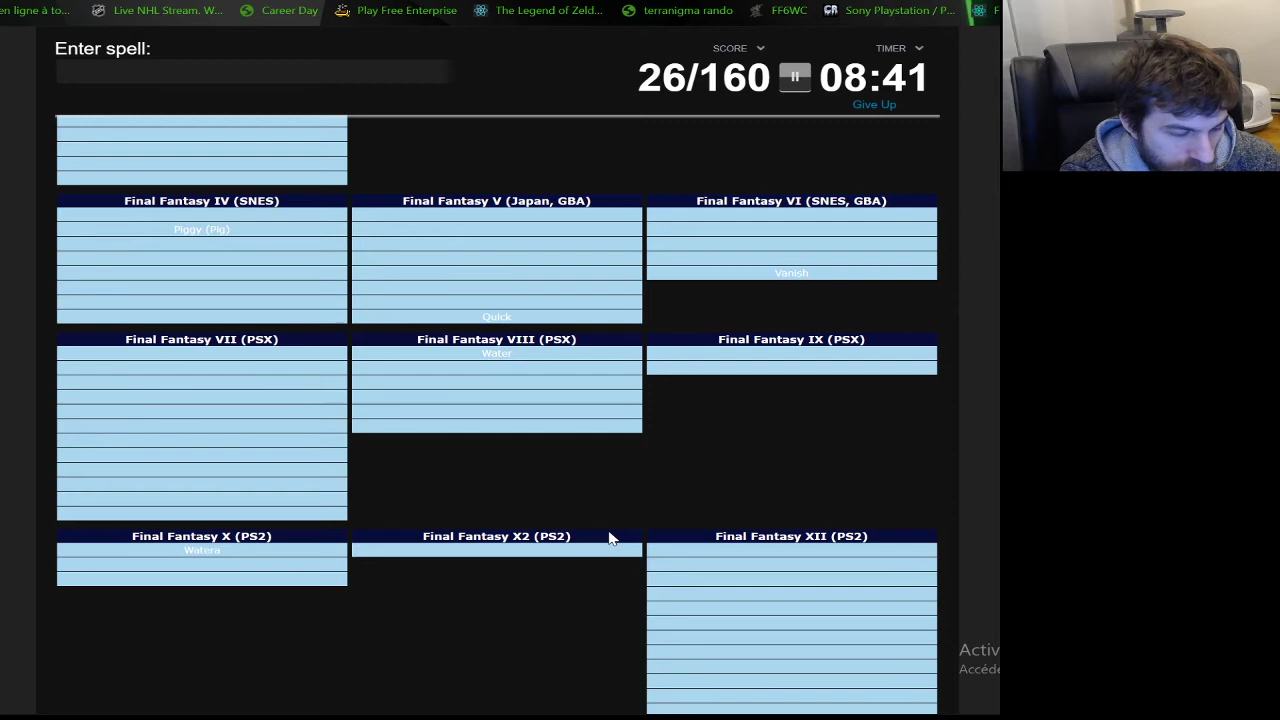 en ligne à to... Live NHL Stream. W... Career Day Play Free Enterprise The Legend of Zeld... terranigma rando FF6WC Sony Playstation / P... F
Enter spell:
SCORE TIMER
26/160 08:41
Give Up
Final Fantasy IV (SNES) Final Fantasy V (Japan, GBA) Final Fantasy VI (SNES, GBA)
Piggy (Pig)
Vanish
Quick
Final Fantasy VII (PSX) Final Fantasy VIII (PSX) Final Fantasy IX (PSX)
Water
Final Fantasy X (PS2) Final Fantasy X2 (PS2) Final Fantasy XII (PS2)
Watera
Activ
Accéde